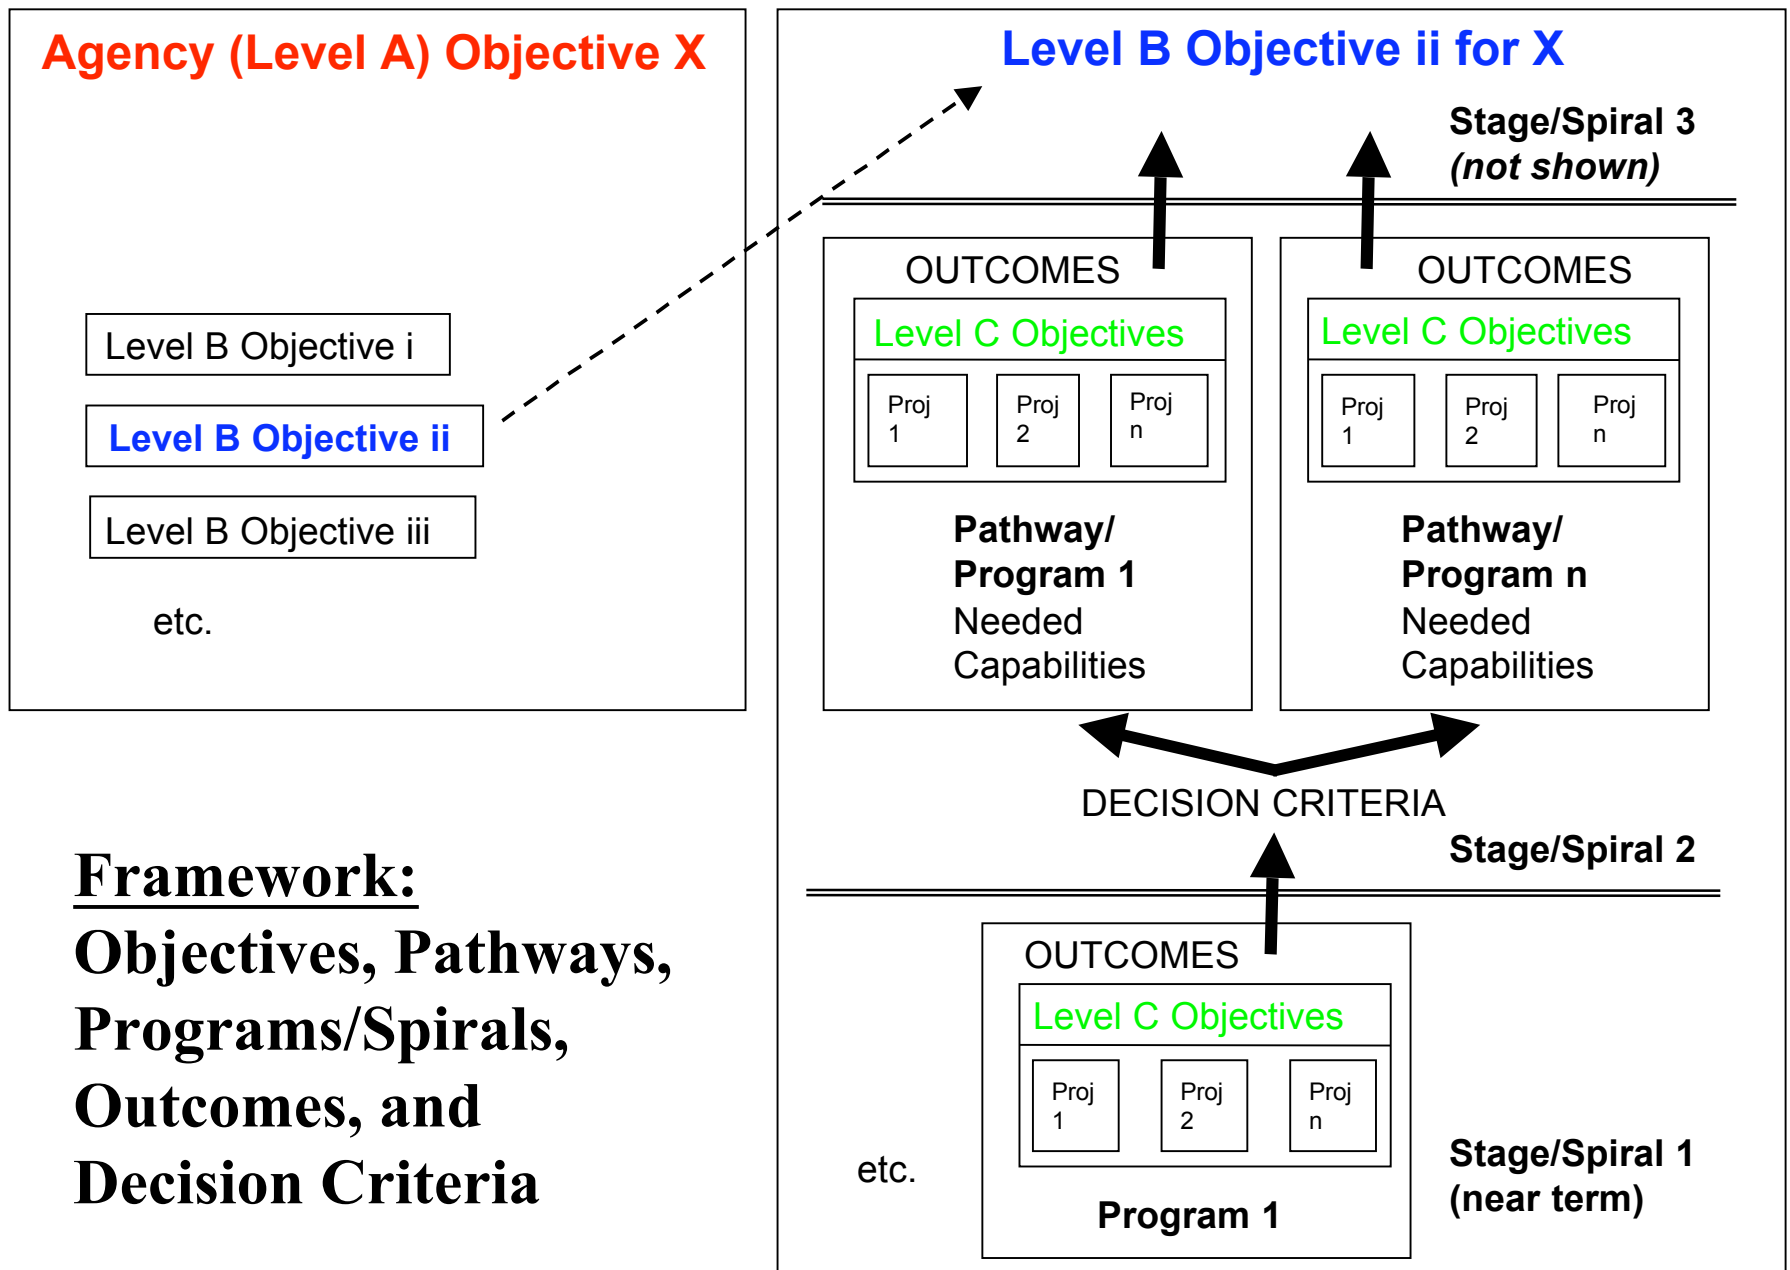 Agency (Level A) Objective X
Level B Objective i
Level B Objective ii
Level B Objective iii
etc.
Framework:
Objectives, Pathways,
Programs/Spirals,
Outcomes, and
Decision Criteria
Level B Objective ii for X
Stage/Spiral 3
(not shown)
OUTCOMES
Level C Objectives
Proj
1
Proj
2
Proj
n
Pathway/
Program 1
Needed
Capabilities
OUTCOMES
Level C Objectives
Proj
1
Proj
2
Proj
n
Pathway/
Program n
Needed
Capabilities
DECISION CRITERIA
Stage/Spiral 2
OUTCOMES
Level C Objectives
Proj
1
Proj
2
Proj
n
Program 1
etc.
Stage/Spiral 1
(near term)